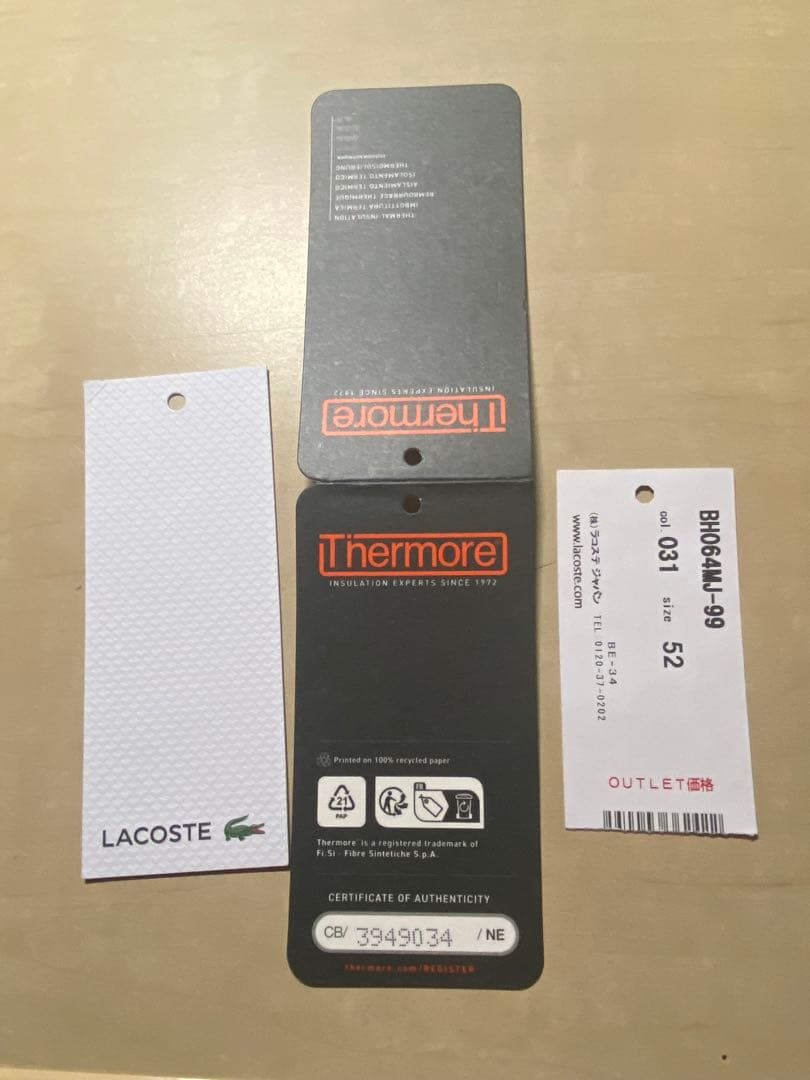 THERMAL INSULATION
IMBOTTITURA TERMICA
REMBOURRAGE THERMIQUE
AISLAMIENTO TERMICO
ISOLAMENTO TERMICO
THERMOISOLIERUNG
Thermore
INSULATION EXPERTS SINCE 1972
Thermore
INSULATION EXPERTS SINCE 1972
Printed on 100% recycled paper
21
PAP
FR
Thermore is a registered trademark of
Fi.Si - Fibre Sintetiche S.p.A.
CERTIFICATE OF AUTHENTICITY
CB/ 3949034 / NE
thermore.com/REGISTER
LACOSTE
BH064MJ-99
col. 031 size 52
BE-34
(株)ラコステ ジャパン TEL 0120-37-0202
www.lacoste.com
OUTLET価格